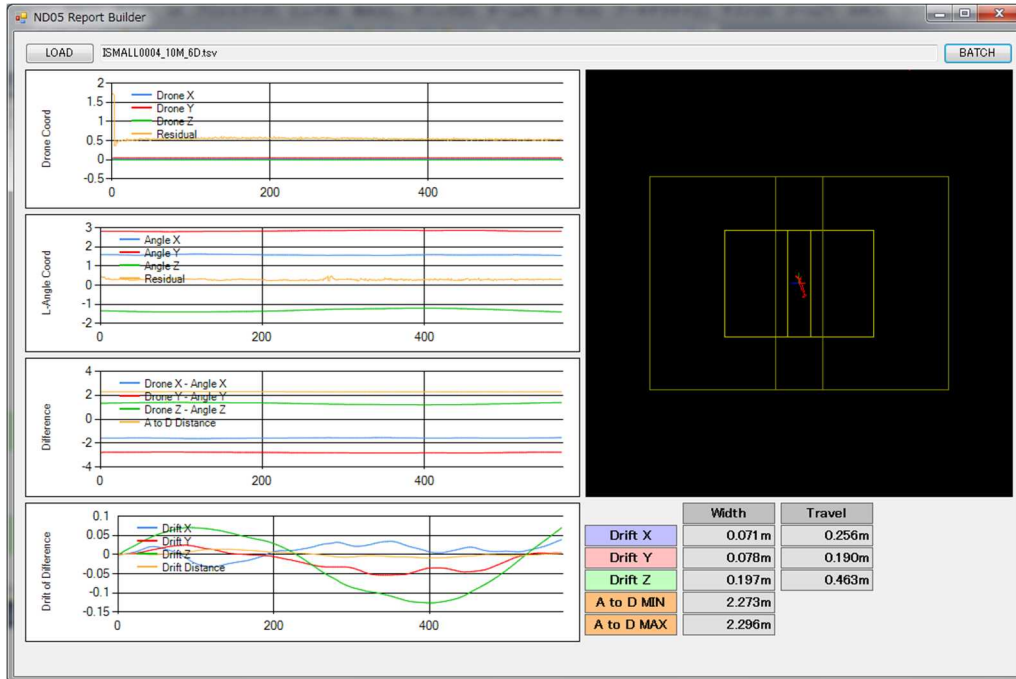 ND05 Report Builder
LOAD
ISMALL0004_10M_6D.tsv
BATCH
Drone Coord
2
1.5
1
0.5
0
-0.5
Drone X
Drone Y
Drone Z
Residual
0 200 400
L-Angle Coord
3
2
1
0
-1
-2
Angle X
Angle Y
Angle Z
Residual
0 200 400
Difference
4
2
0
-2
-4
Drone X - Angle X
Drone Y - Angle Y
Drone Z - Angle Z
A to D Distance
0 200 400
Drift of Difference
0.1
0.05
0
-0.05
-0.1
-0.15
Drift X
Drift Y
Drift Z
Drift Distance
0 200 400
Width Travel
Drift X 0.071m 0.256m
Drift Y 0.078m 0.190m
Drift Z 0.197m 0.463m
A to D MIN 2.273m
A to D MAX 2.296m